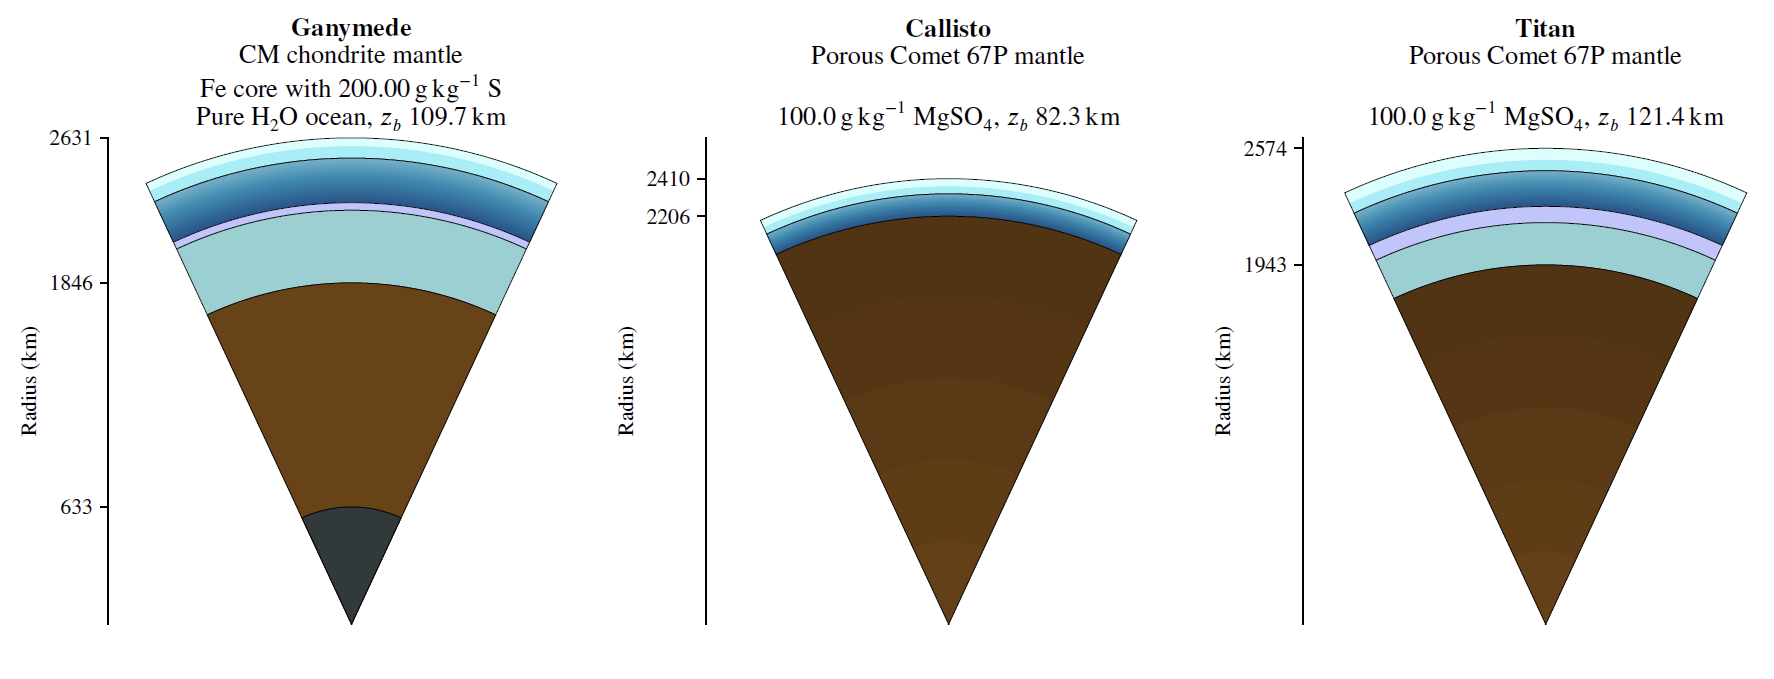 Ganymede
CM chondrite mantle
Fe core with 200.00 g kg⁻¹ S
Pure H₂O ocean, z_b 109.7 km
2631
1846
633
Radius (km)
Callisto
Porous Comet 67P mantle
100.0 g kg⁻¹ MgSO₄, z_b 82.3 km
2410
2206
Radius (km)
Titan
Porous Comet 67P mantle
100.0 g kg⁻¹ MgSO₄, z_b 121.4 km
2574
1943
Radius (km)